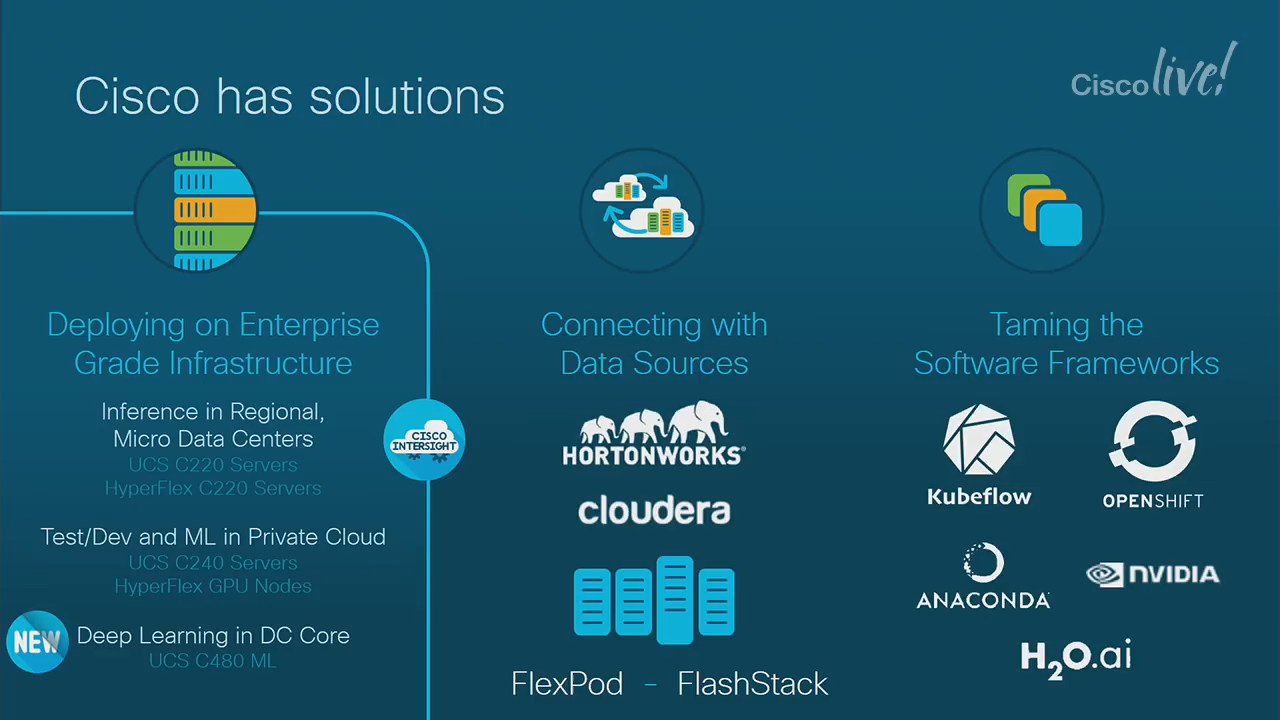 Cisco has solutions
Cisco live!
Deploying on Enterprise
Grade Infrastructure
Inference in Regional,
Micro Data Centers
UCS C220 Servers
HyperFlex C220 Servers
Test/Dev and ML in Private Cloud
UCS C240 Servers
HyperFlex GPU Nodes
NEW
Deep Learning in DC Core
UCS C480 ML
CISCO
INTERSIGHT
Connecting with
Data Sources
HORTONWORKS®
cloudera
FlexPod - FlashStack
Taming the
Software Frameworks
Kubeflow
OPENSHIFT
ANACONDA
NVIDIA
H2O.ai